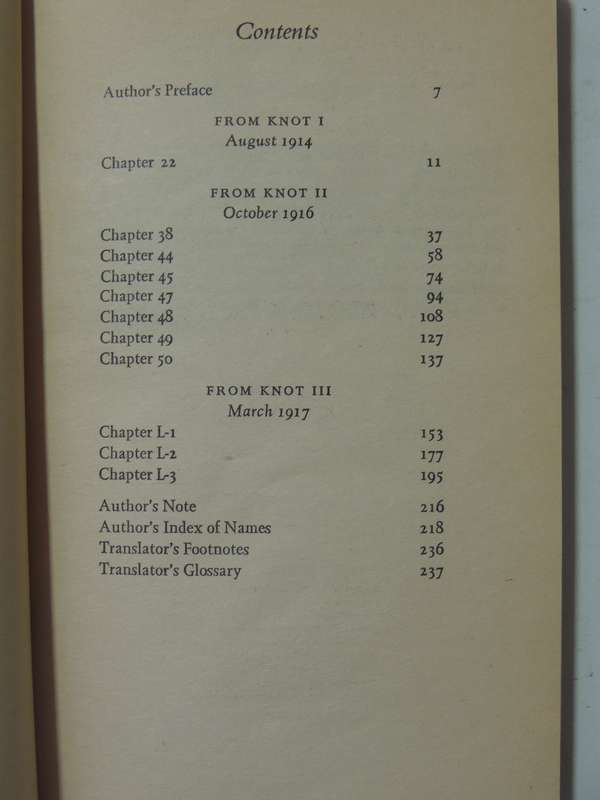 Contents
Author's Preface 7
FROM KNOT I
August 1914
Chapter 22 11
FROM KNOT II
October 1916
Chapter 38 37
Chapter 44 58
Chapter 45 74
Chapter 47 94
Chapter 48 108
Chapter 49 127
Chapter 50 137
FROM KNOT III
March 1917
Chapter L-1 153
Chapter L-2 177
Chapter L-3 195
Author's Note 216
Author's Index of Names 218
Translator's Footnotes 236
Translator's Glossary 237